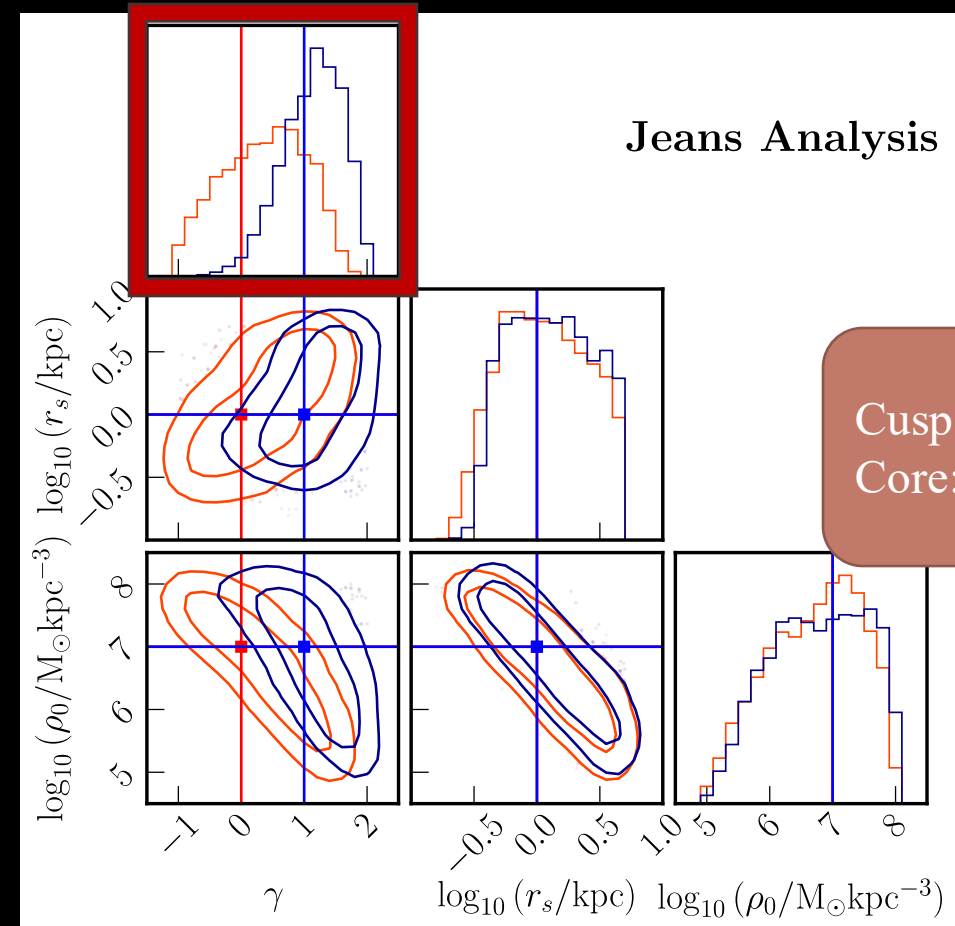 Jeans Analysis
1.0
0.5
0.0
−0.5
log₁₀ (rₛ/kpc)
Cusp
Core:
8
7
6
5
log₁₀ (ρ₀/M⊙kpc⁻³)
−1 0 1 2
−0.5 0.0 0.5 1.0
5 6 7 8
γ
log₁₀ (rₛ/kpc)
log₁₀ (ρ₀/M⊙kpc⁻³)